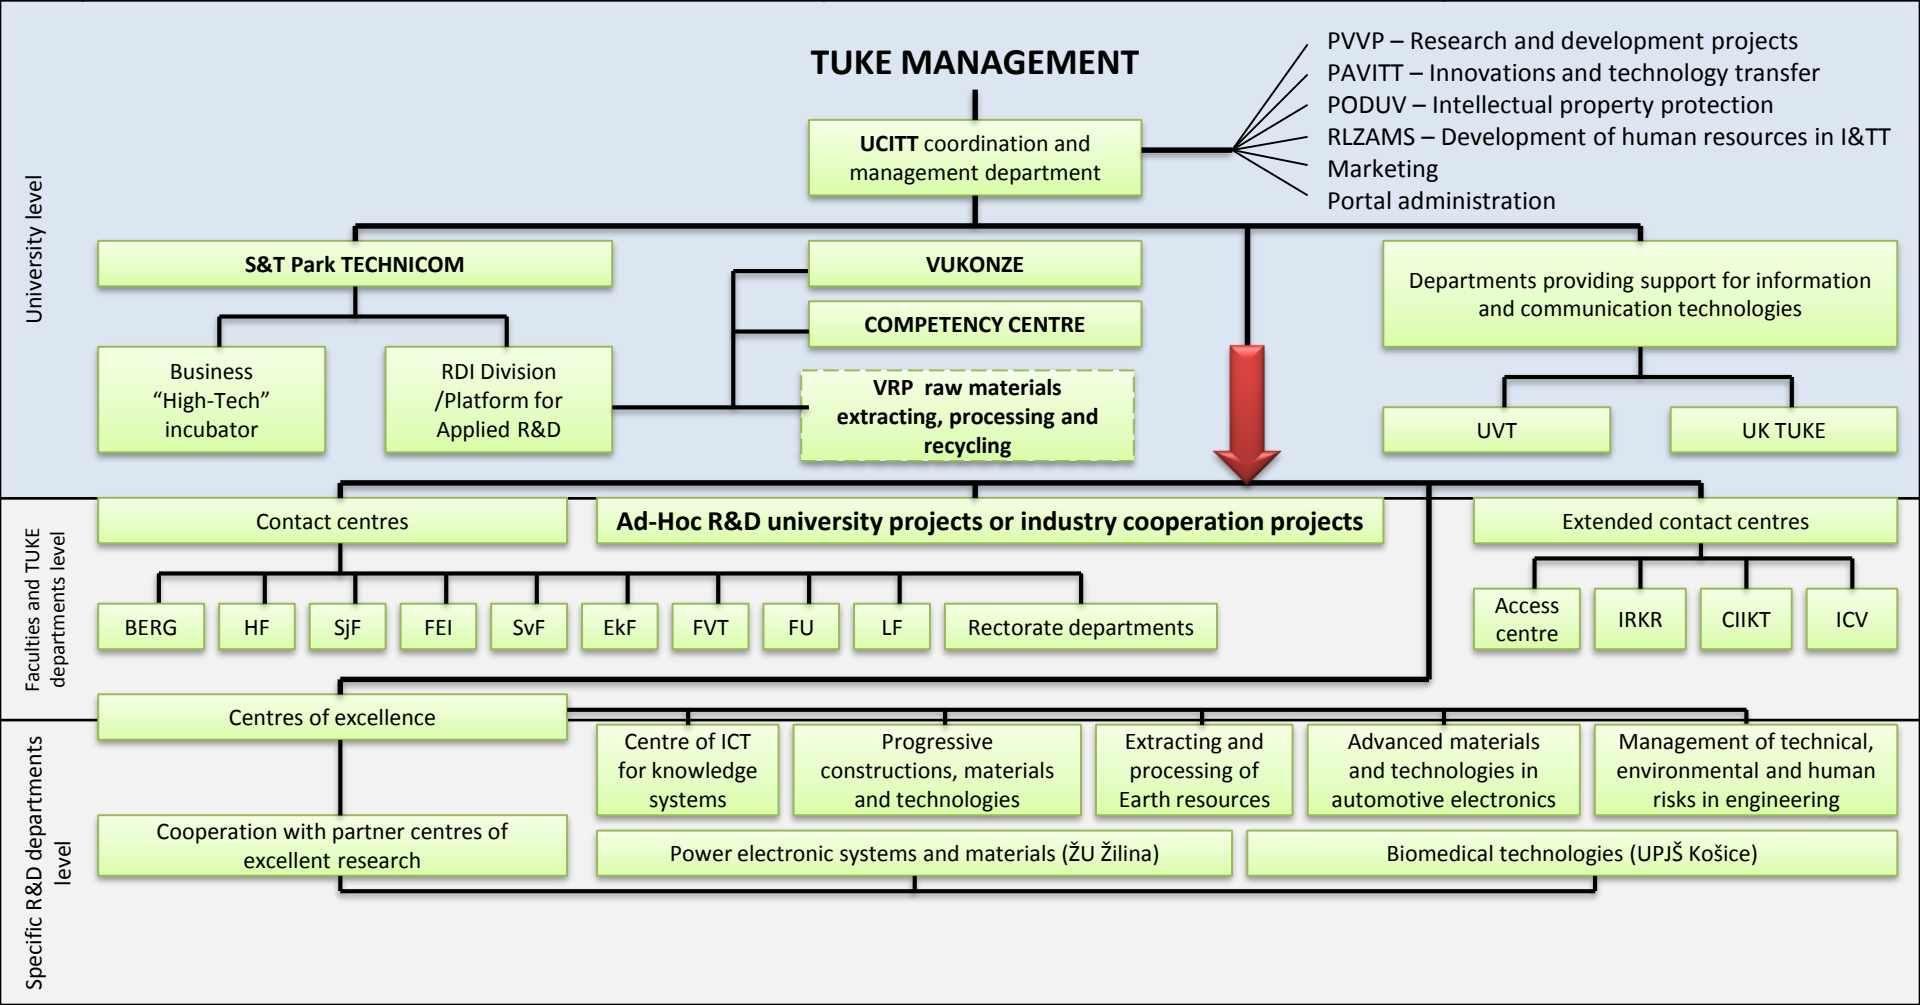 TUKE MANAGEMENT
PVVP – Research and development projects
PAVITT – Innovations and technology transfer
PODUV – Intellectual property protection
RLZAMS – Development of human resources in I&TT
Marketing
Portal administration
UCITT coordination and
management department
University level
S&T Park TECHNICOM
VUKONZE
Departments providing support for information
and communication technologies
COMPETENCY CENTRE
Business
“High-Tech”
incubator
RDI Division
/Platform for
Applied R&D
VRP  raw materials
extracting, processing and
recycling
UVT
UK TUKE
Faculties and TUKE
departments level
Contact centres
Ad-Hoc R&D university projects or industry cooperation projects
Extended contact centres
BERG
HF
SjF
FEI
SvF
EkF
FVT
FU
LF
Rectorate departments
Access
centre
IRKR
CIIKT
ICV
Centres of excellence
Specific R&D departments
level
Centre of ICT
for knowledge
systems
Progressive
constructions, materials
and technologies
Extracting and
processing of
Earth resources
Advanced materials
and technologies in
automotive electronics
Management of technical,
environmental and human
risks in engineering
Cooperation with partner centres of
excellent research
Power electronic systems and materials (ŽU Žilina)
Biomedical technologies (UPJŠ Košice)